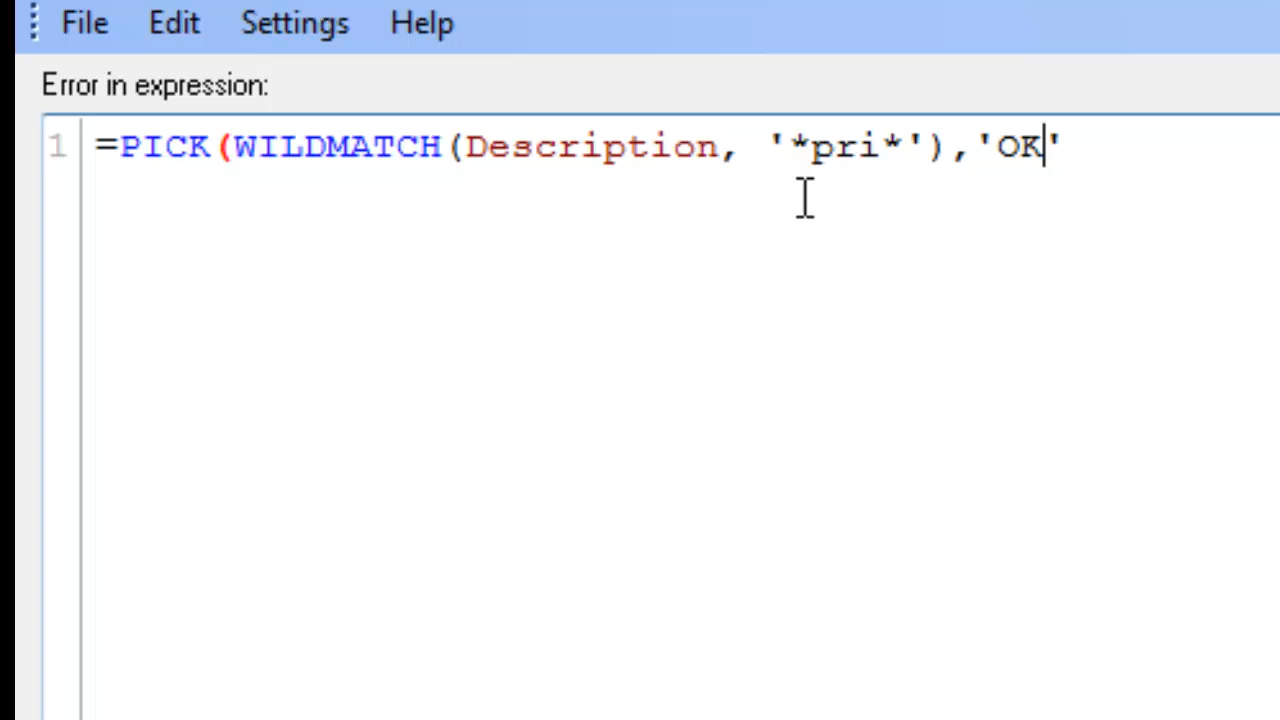 File Edit Settings Help
Error in expression:
1 =PICK(WILDMATCH(Description, '*pri*'),'OK'